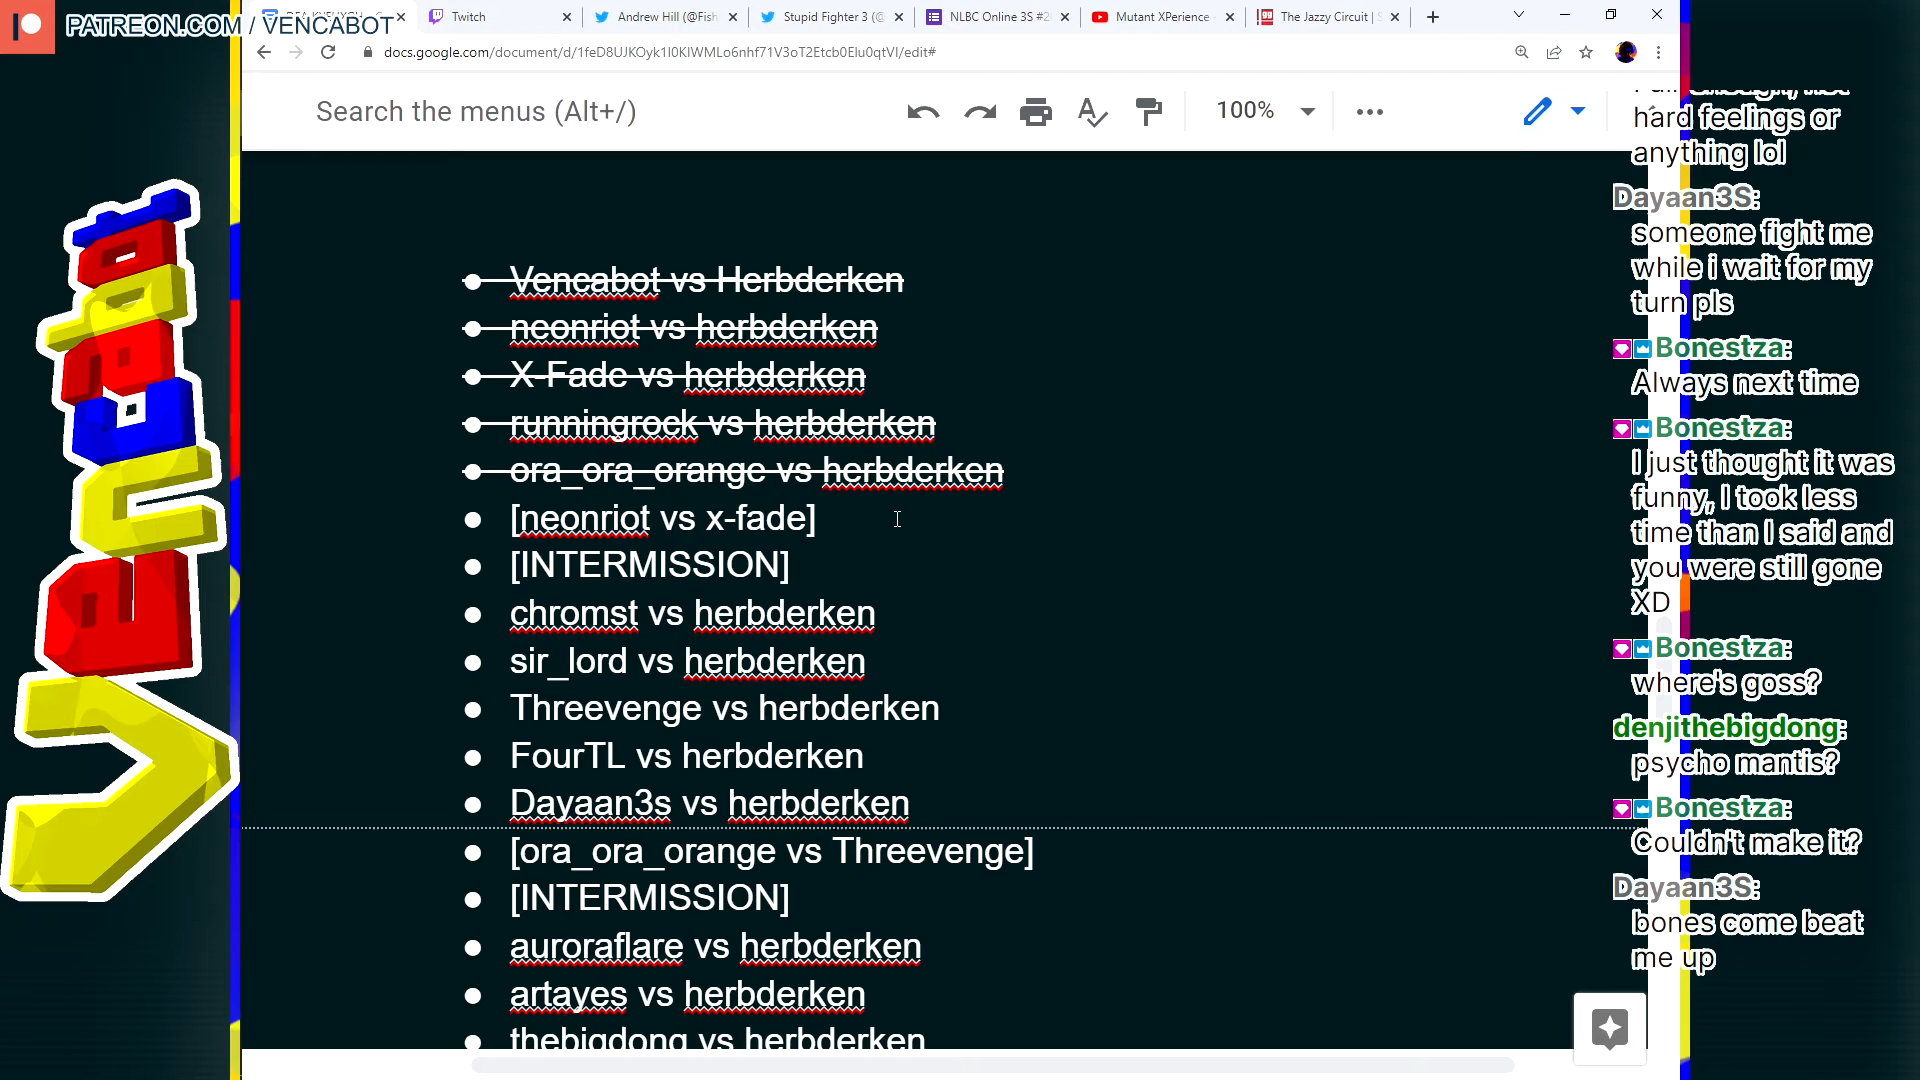 PATREON.COM / VENCABOT
Twitch
Andrew Hill (@Fish
Stupid Fighter 3 (@
NLBC Online 3S #2
Mutant XPerience -
The Jazzy Circuit | S
docs.google.com/document/d/1feD8UJKOyk1I0KIWMLo6nhf71V3oT2Etcb0Elu0qtVI/edit#
Search the menus (Alt+/)
100%
Vencabot
Vencabot vs Herbderken
neonriot vs herbderken
X-Fade vs herbderken
runningrock vs herbderken
ora_ora_orange vs herbderken
[neonriot vs x-fade]
[INTERMISSION]
chromst vs herbderken
sir_lord vs herbderken
Threevenge vs herbderken
FourTL vs herbderken
Dayaan3s vs herbderken
[ora_ora_orange vs Threevenge]
[INTERMISSION]
auroraflare vs herbderken
artayes vs herbderken
thebigdong vs herbderken
hard feelings or
anything lol
Dayaan3S:
someone fight me
while i wait for my
turn pls
Bonestza:
Always next time
Bonestza:
I just thought it was
funny, I took less
time than I said and
you were still gone
XD
Bonestza:
where's goss?
denjithebigdong:
psycho mantis?
Bonestza:
Couldn't make it?
Dayaan3S:
bones come beat
me up